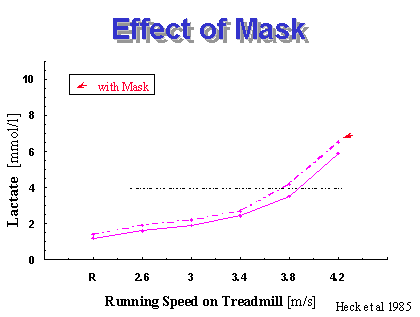 Effect of Mask
Lactate [mmol/l]
10
8
6
4
2
0
with Mask
R 2.6 3 3.4 3.8 4.2
Running Speed on Treadmill [m/s]
Heck et al 1985